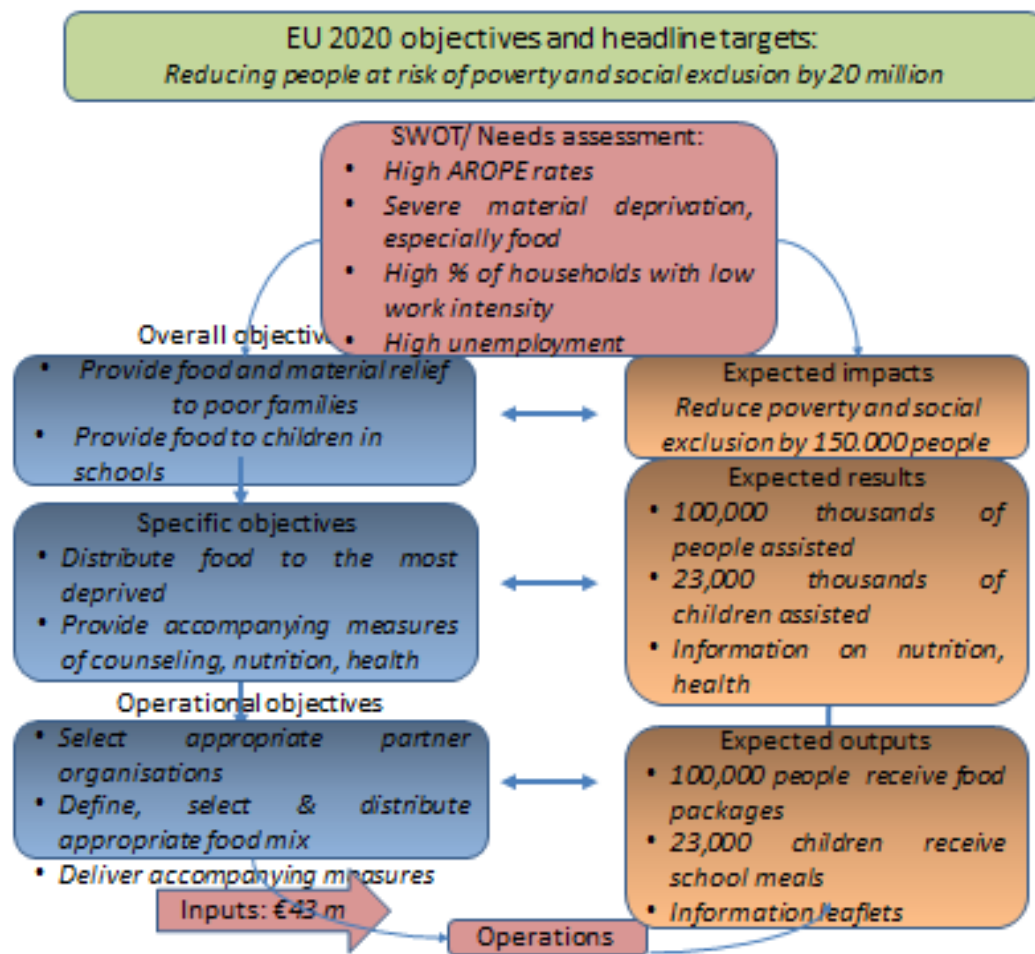 EU 2020 objectives and headline targets:
Reducing people at risk of poverty and social exclusion by 20 million
SWOT/ Needs assessment:
• High AROPE rates
• Severe material deprivation,
especially food
• High % of households with low
work intensity
• High unemployment
Overall objectiv
• Provide food and material relief
to poor families
• Provide food to children in
schools
Expected impacts
Reduce poverty and social
exclusion by 150.000 people
Specific objectives
• Distribute food to the most
deprived
• Provide accompanying measures
of counseling, nutrition, health
Expected results
• 100,000 thousands of
people assisted
• 23,000 thousands of
children assisted
• Information on nutrition,
health
Operational objectives
• Select appropriate partner
organisations
• Define, select & distribute
appropriate food mix
• Deliver accompanying measures
Expected outputs
• 100,000 people receive food
packages
• 23,000 children receive
school meals
• Information leaflets
Inputs: €43 m
Operations